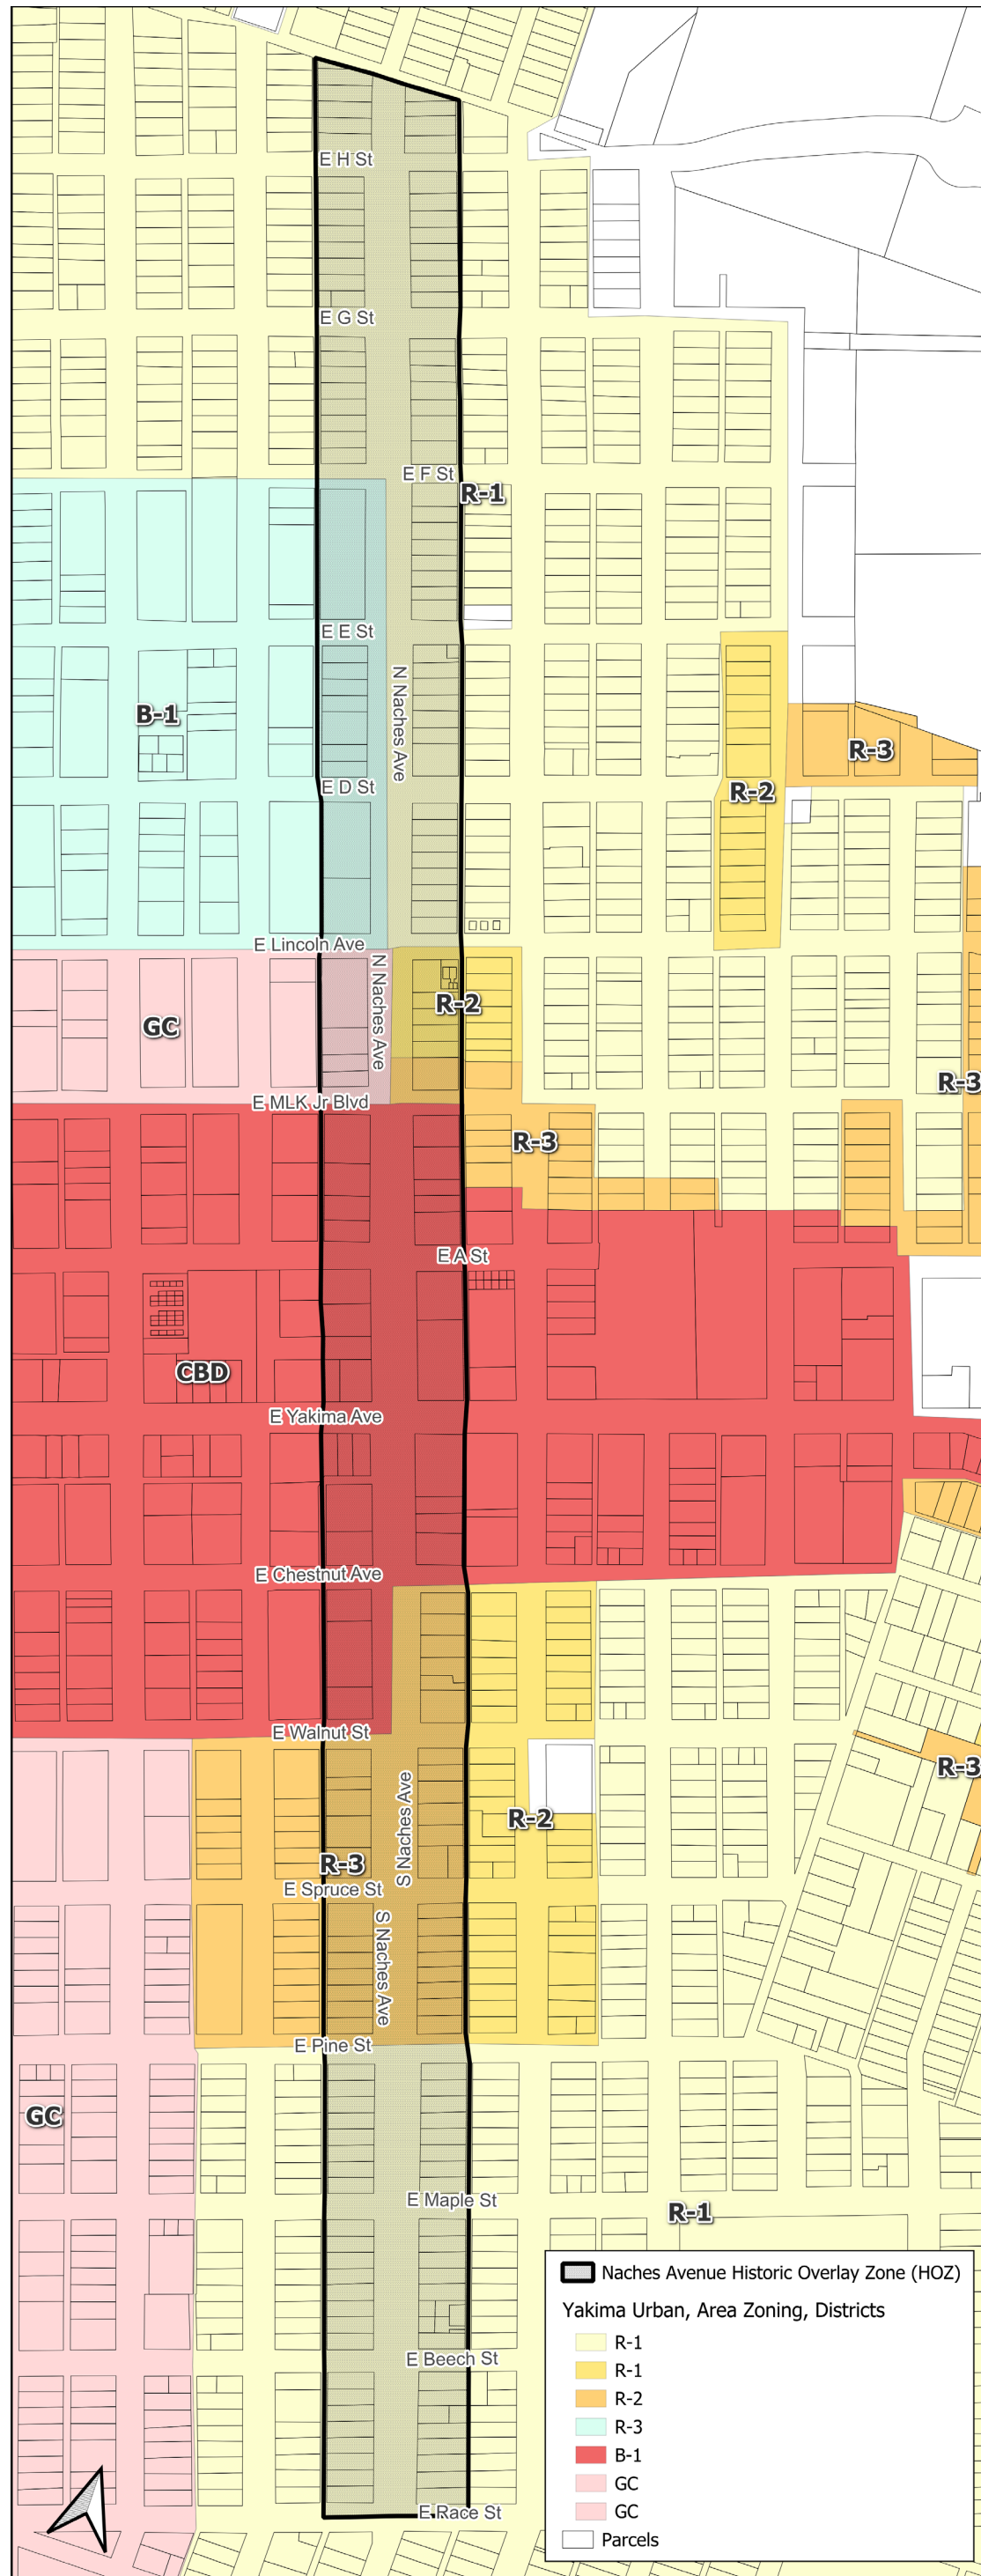 E H St
E G St
E F St
R-1
E E St
N Naches Ave
B-1
R-3
E D St
R-2
E Lincoln Ave
N Naches Ave
R-2
GC
R-3
E MLK Jr Blvd
R-3
E A St
CBD
E Yakima Ave
E Chestnut Ave
E Walnut St
R-3
S Naches Ave
R-2
R-3
E Spruce St
S Naches Ave
E Pine St
GC
E Maple St
R-1
Naches Avenue Historic Overlay Zone (HOZ)
Yakima Urban, Area Zoning, Districts
R-1
R-1
R-2
R-3
B-1
GC
GC
Parcels
E Beech St
E Race St